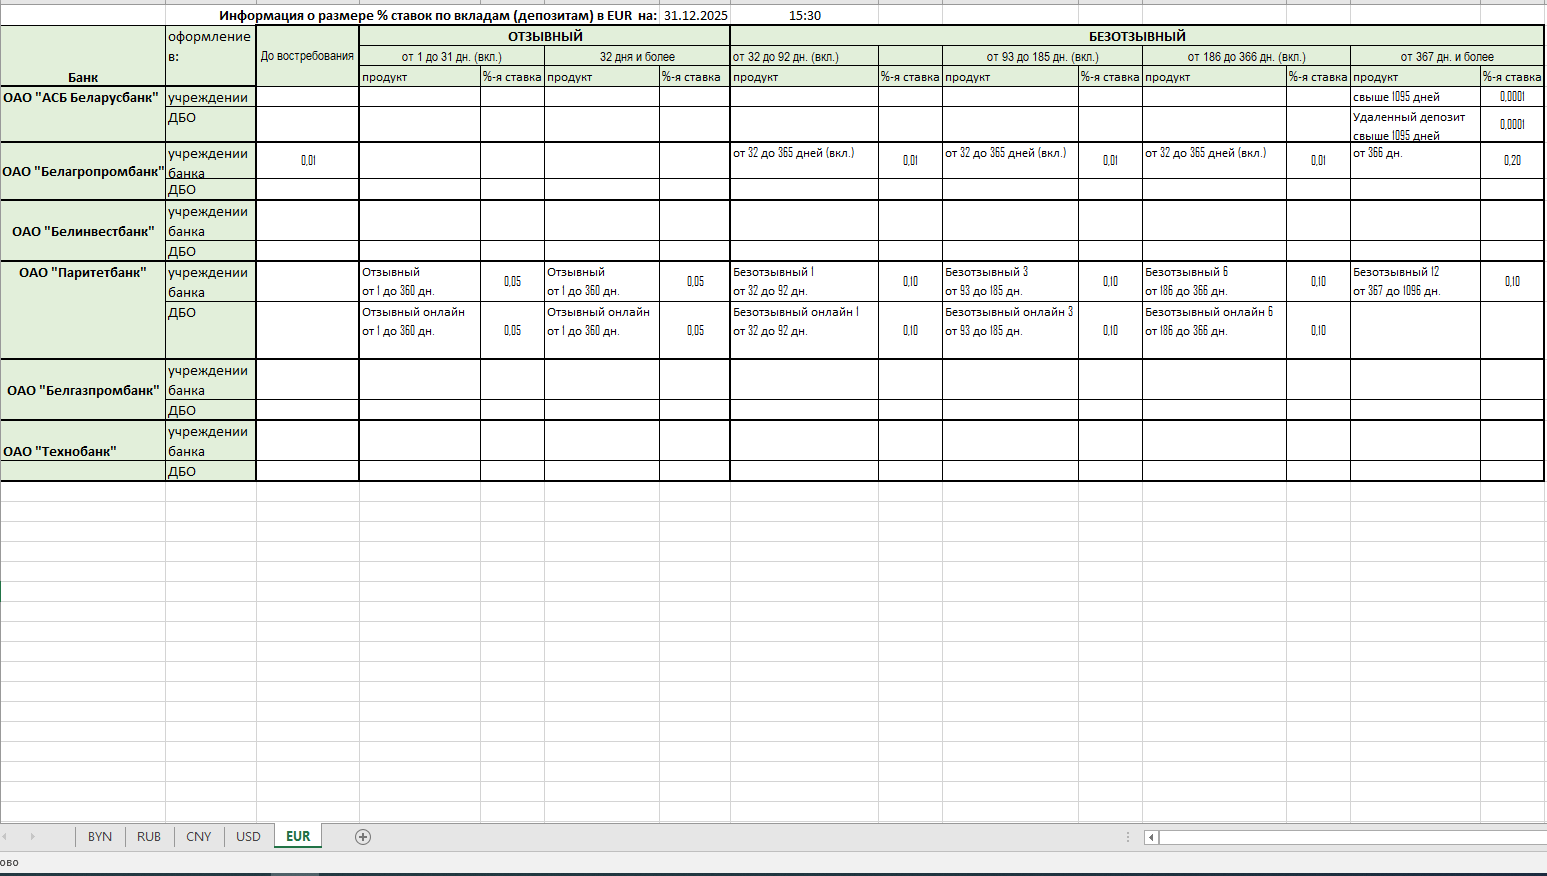 Информация о размере % ставок по вкладам (депозитам) в EUR на: 31.12.2025 15:30
Банк оформление в: До востребования ОТЗЫВНЫЙ БЕЗОТЗЫВНЫЙ
от 1 до 31 дн. (вкл.) 32 дня и более от 32 до 92 дн. (вкл.) от 93 до 185 дн. (вкл.) от 186 до 366 дн. (вкл.) от 367 дн. и более
продукт %-я ставка продукт %-я ставка продукт %-я ставка продукт %-я ставка продукт %-я ставка продукт %-я ставка
ОАО "АСБ Беларусбанк" учреждении свыше 1095 дней 0,0001
ДБО Удаленный депозит 0,0001
свыше 1095 дней
ОАО "Белагропромбанк" учреждении 0,01 от 32 до 365 дней (вкл.) 0,01 от 32 до 365 дней (вкл.) 0,01 от 32 до 365 дней (вкл.) 0,01 от 366 дн. 0,20
банка
ДБО
ОАО "Белинвестбанк" учреждении
банка
ДБО
ОАО "Паритетбанк" учреждении Отзывный 0,05 Отзывный 0,05 Безотзывный 1 0,10 Безотзывный 3 0,10 Безотзывный 6 0,10 Безотзывный 12 0,10
банка от 1 до 360 дн. от 1 до 360 дн. от 32 до 92 дн. от 93 до 185 дн. от 186 до 366 дн. от 367 до 1096 дн.
ДБО Отзывный онлайн Отзывный онлайн Безотзывный онлайн 1 Безотзывный онлайн 3 Безотзывный онлайн 6
от 1 до 360 дн. 0,05 от 1 до 360 дн. 0,05 от 32 до 92 дн. 0,10 от 93 до 185 дн. 0,10 от 186 до 366 дн. 0,10
ОАО "Белгазпромбанк" учреждении
банка
ДБО
ОАО "Технобанк" учреждении
банка
ДБО
BYN RUB CNY USD EUR
ово